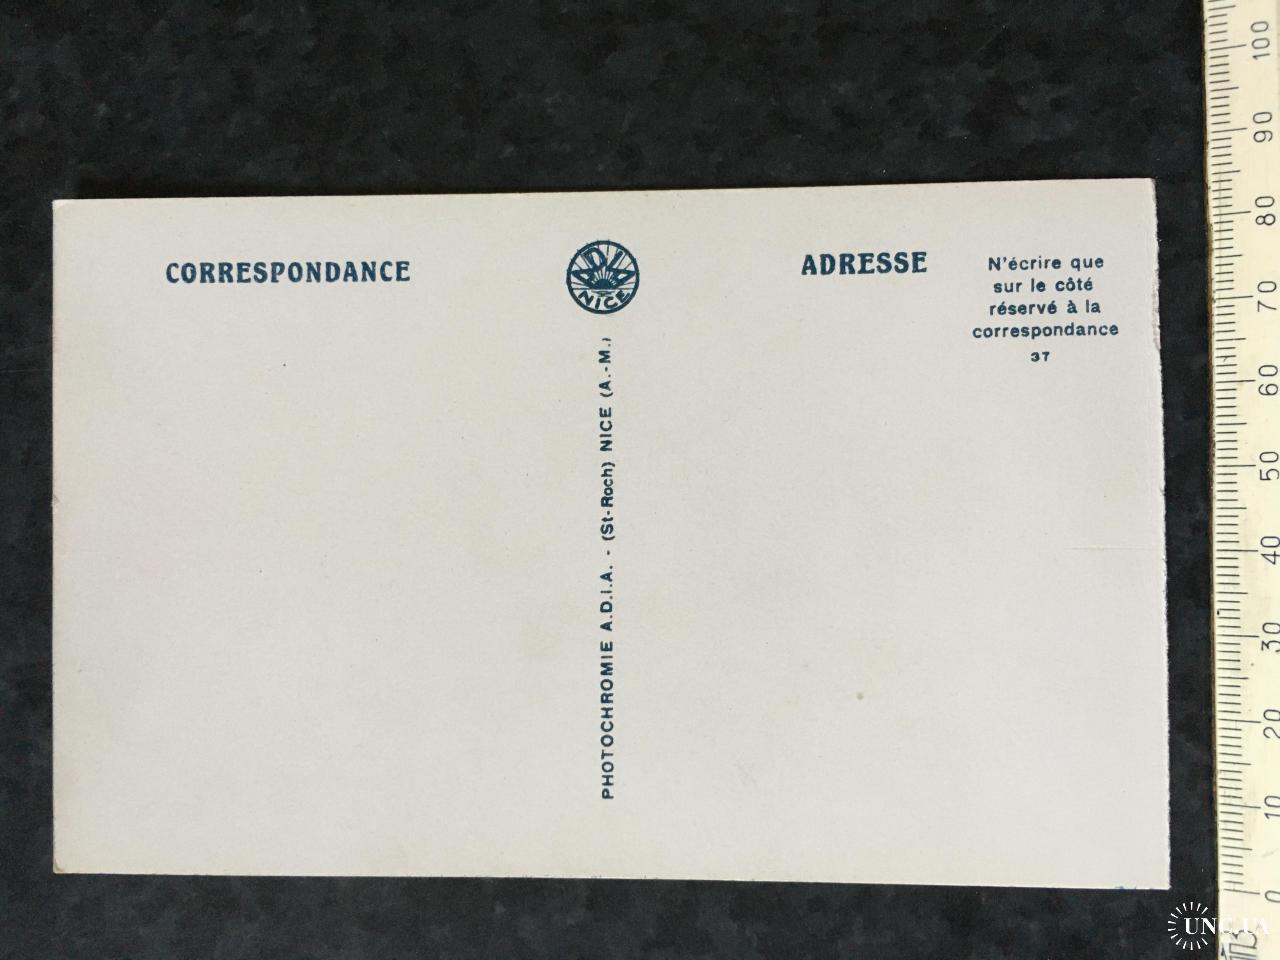 CORRESPONDANCE
ADIA
NICE
ADRESSE
N'écrire que
sur le côté
réservé à la
correspondance
37
PHOTOCHROMIE A.D.I.A. - (St-Roch) NICE (A.-M.)
100
90
80
70
60
50
40
30
20
10
0
UNC.UA